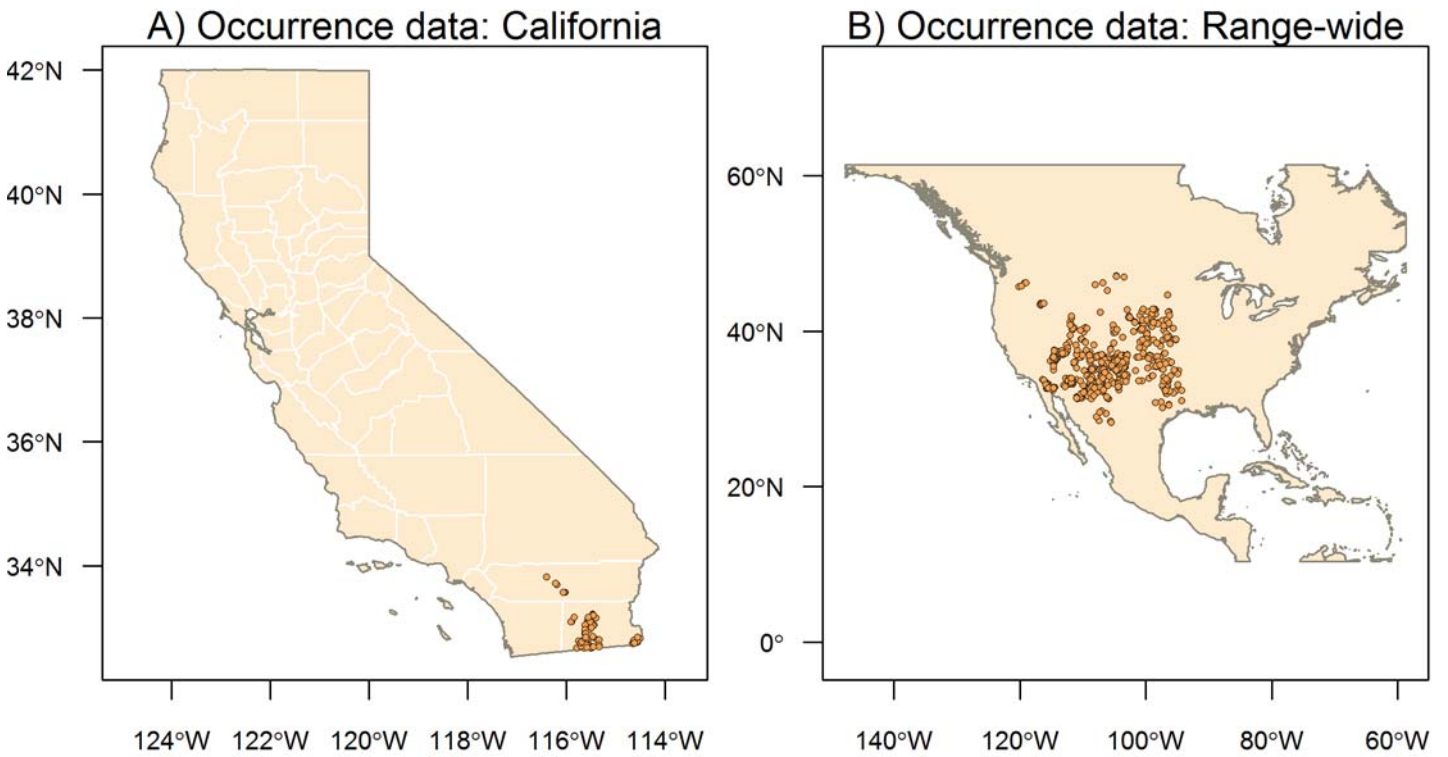 A) Occurrence data: California
42°N
40°N
38°N
36°N
34°N
124°W 122°W 120°W 118°W 116°W 114°W
B) Occurrence data: Range-wide
60°N
40°N
20°N
0°
140°W 120°W 100°W 80°W 60°W